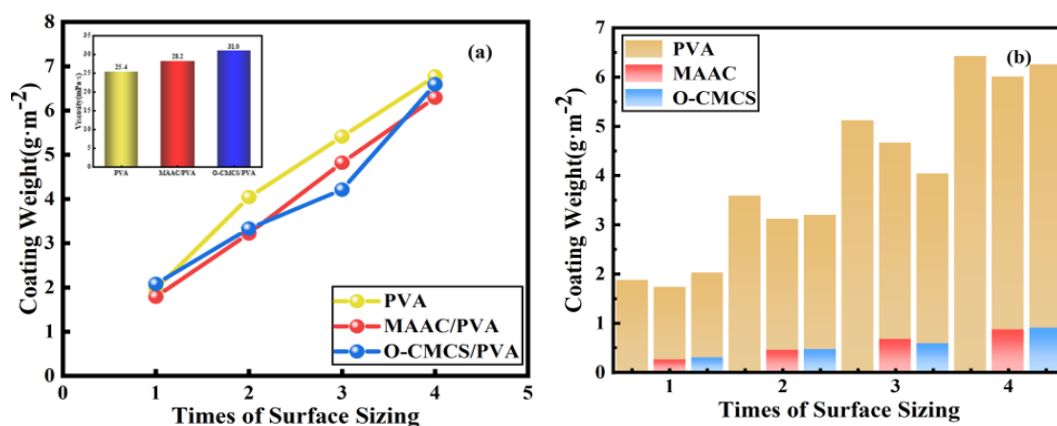 8
7
6
5
4
3
2
1
0
Coating Weight(g·m⁻²)
0 1 2 3 4 5
Times of Surface Sizing
(a)
35
30
25
20
15
10
5
0
Viscosity(mPa·s)
25.4
28.2
31.0
PVA MAAC/PVA O-CMCS/PVA
PVA
MAAC/PVA
O-CMCS/PVA
7
6
5
4
3
2
1
0
Coating Weight(g·m⁻²)
PVA
MAAC
O-CMCS
(b)
1 2 3 4
Times of Surface Sizing